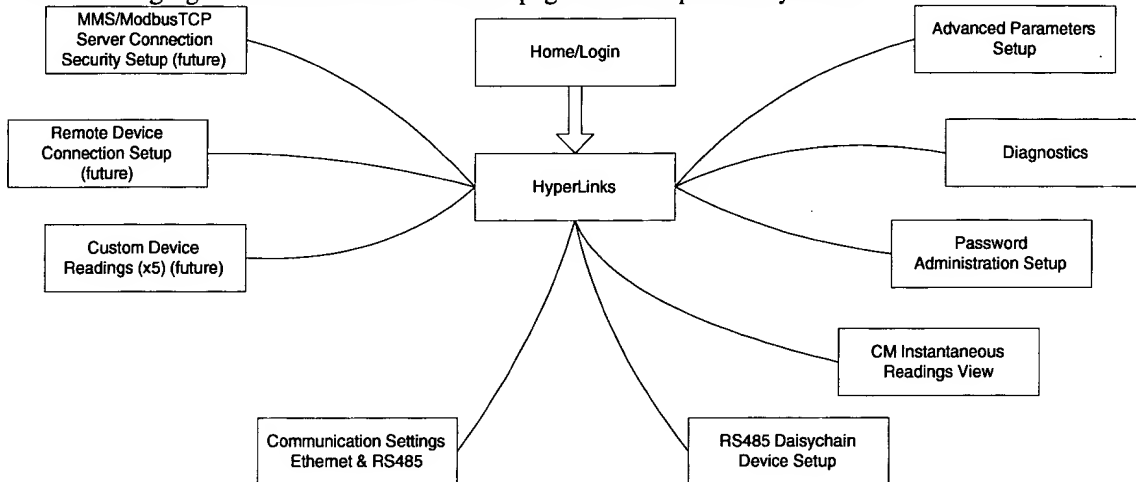 MMS/ModbusTCP
Server Connection
Security Setup (future)
Home/Login
Advanced Parameters
Setup
Remote Device
Connection Setup
(future)
HyperLinks
Diagnostics
Custom Device
Readings (x5) (future)
Password
Administration Setup
CM Instantaneous
Readings View
Communication Settings
Ethernet & RS485
RS485 Daisychain
Device Setup